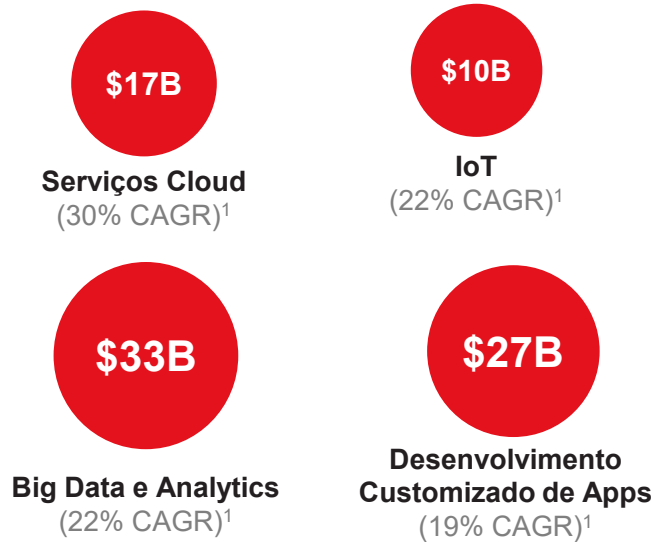 $17B
Serviços Cloud
(30% CAGR)¹
$10B
IoT
(22% CAGR)¹
$33B
Big Data e Analytics
(22% CAGR)¹
$27B
Desenvolvimento
Customizado de Apps
(19% CAGR)¹